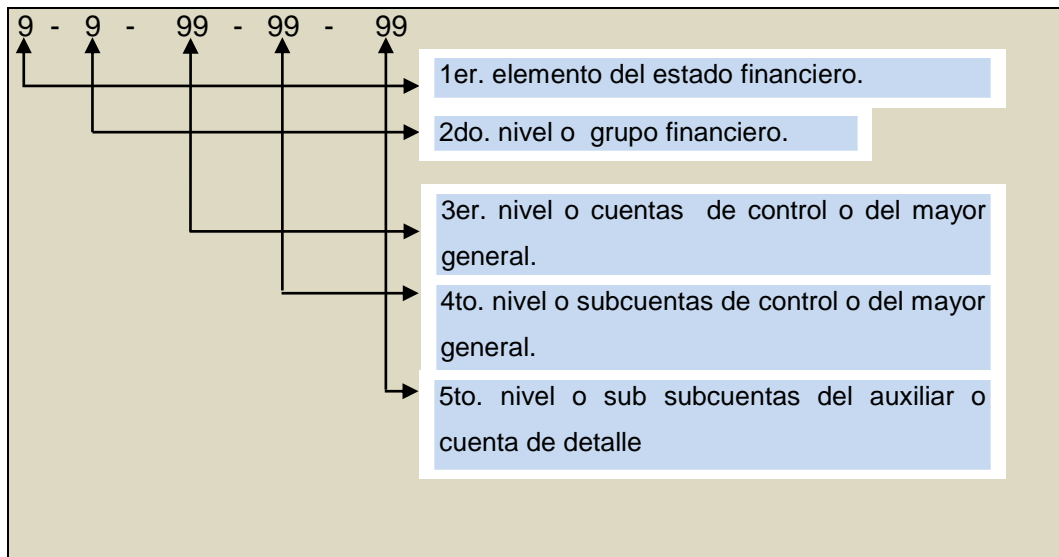 9 - 9 - 99 - 99 - 99
1er. elemento del estado financiero.
2do. nivel o grupo financiero.
3er. nivel o cuentas de control o del mayor
general.
4to. nivel o subcuentas de control o del mayor
general.
5to. nivel o sub subcuentas del auxiliar o
cuenta de detalle